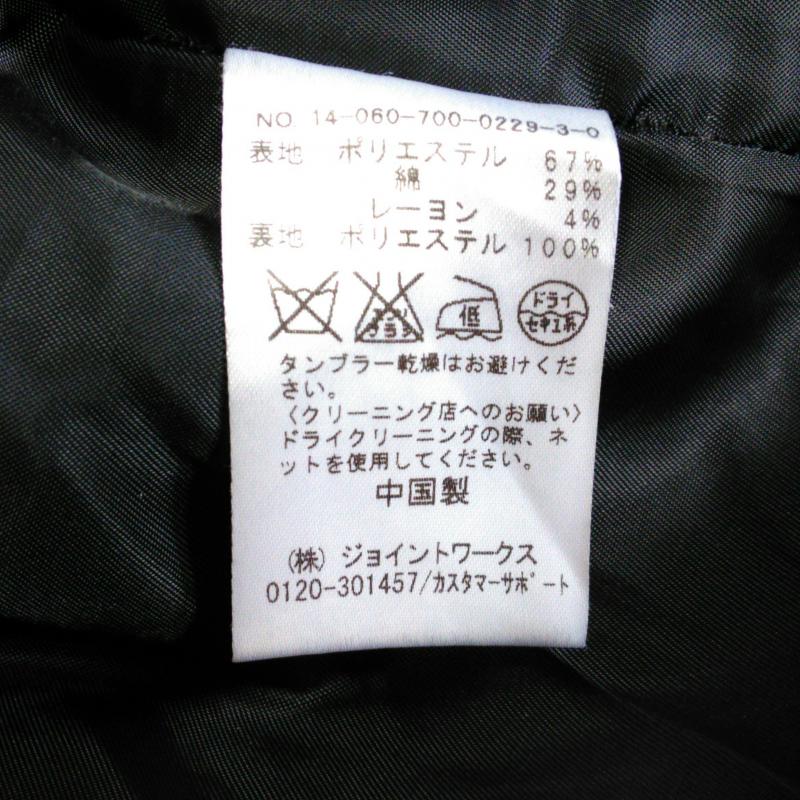 NO. 14-060-700-0229-3-0
表地 ポリエステル 67%
綿 29%
レーヨン 4%
裏地 ポリエステル 100%
エンソ
サラシ
低
ドライ
セキユ系
タンブラー乾燥はお避けくだ
さい。
〈クリーニング店へのお願い〉
ドライクリーニングの際、ネ
ットを使用してください。
中国製
(株) ジョイントワークス
0120-301457/カスタマーサポート